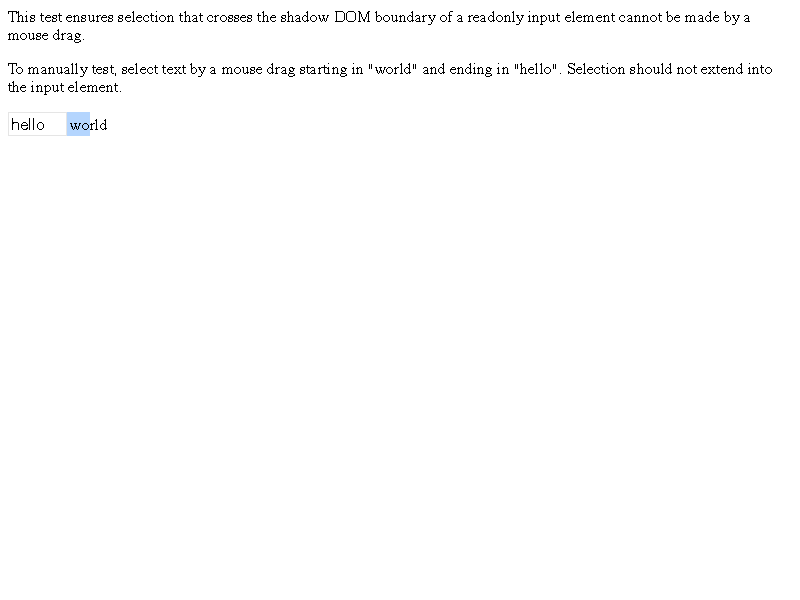 This test ensures selection that crosses the shadow DOM boundary of a readonly input element cannot be made by a
mouse drag.
To manually test, select text by a mouse drag starting in "world" and ending in "hello". Selection should not extend into
the input element.
hello world